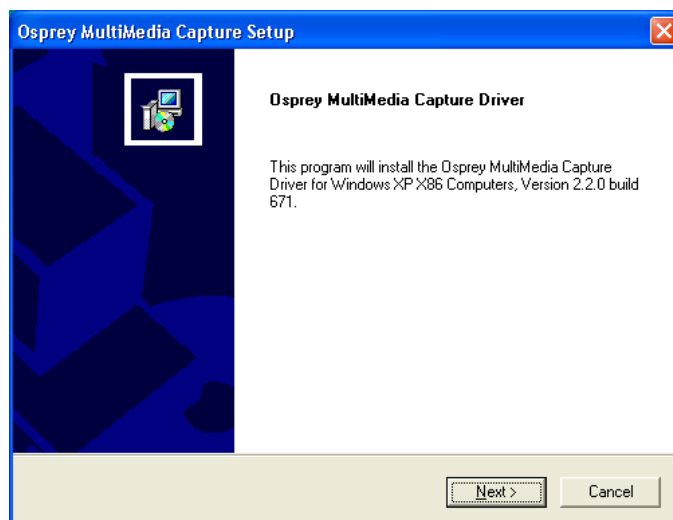 Osprey MultiMedia Capture Setup
Osprey MultiMedia Capture Driver
This program will install the Osprey MultiMedia Capture
Driver for Windows XP X86 Computers, Version 2.2.0 build
671.
Next >
Cancel